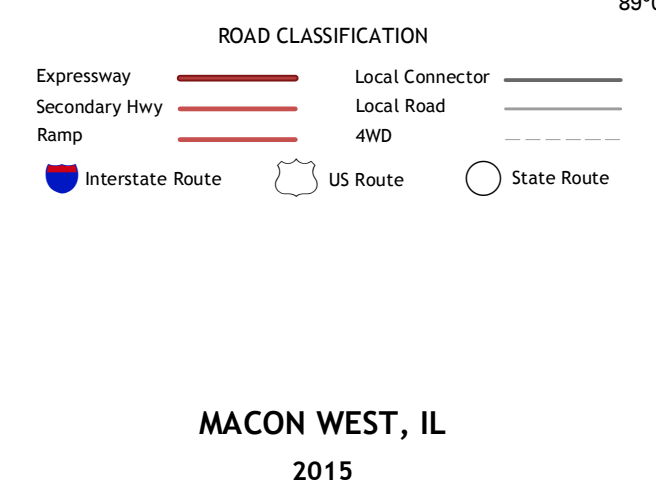 ROAD CLASSIFICATION
Expressway
Secondary Hwy
Ramp
Local Connector
Local Road
4WD
Interstate Route
US Route
State Route
MACON WEST, IL
2015